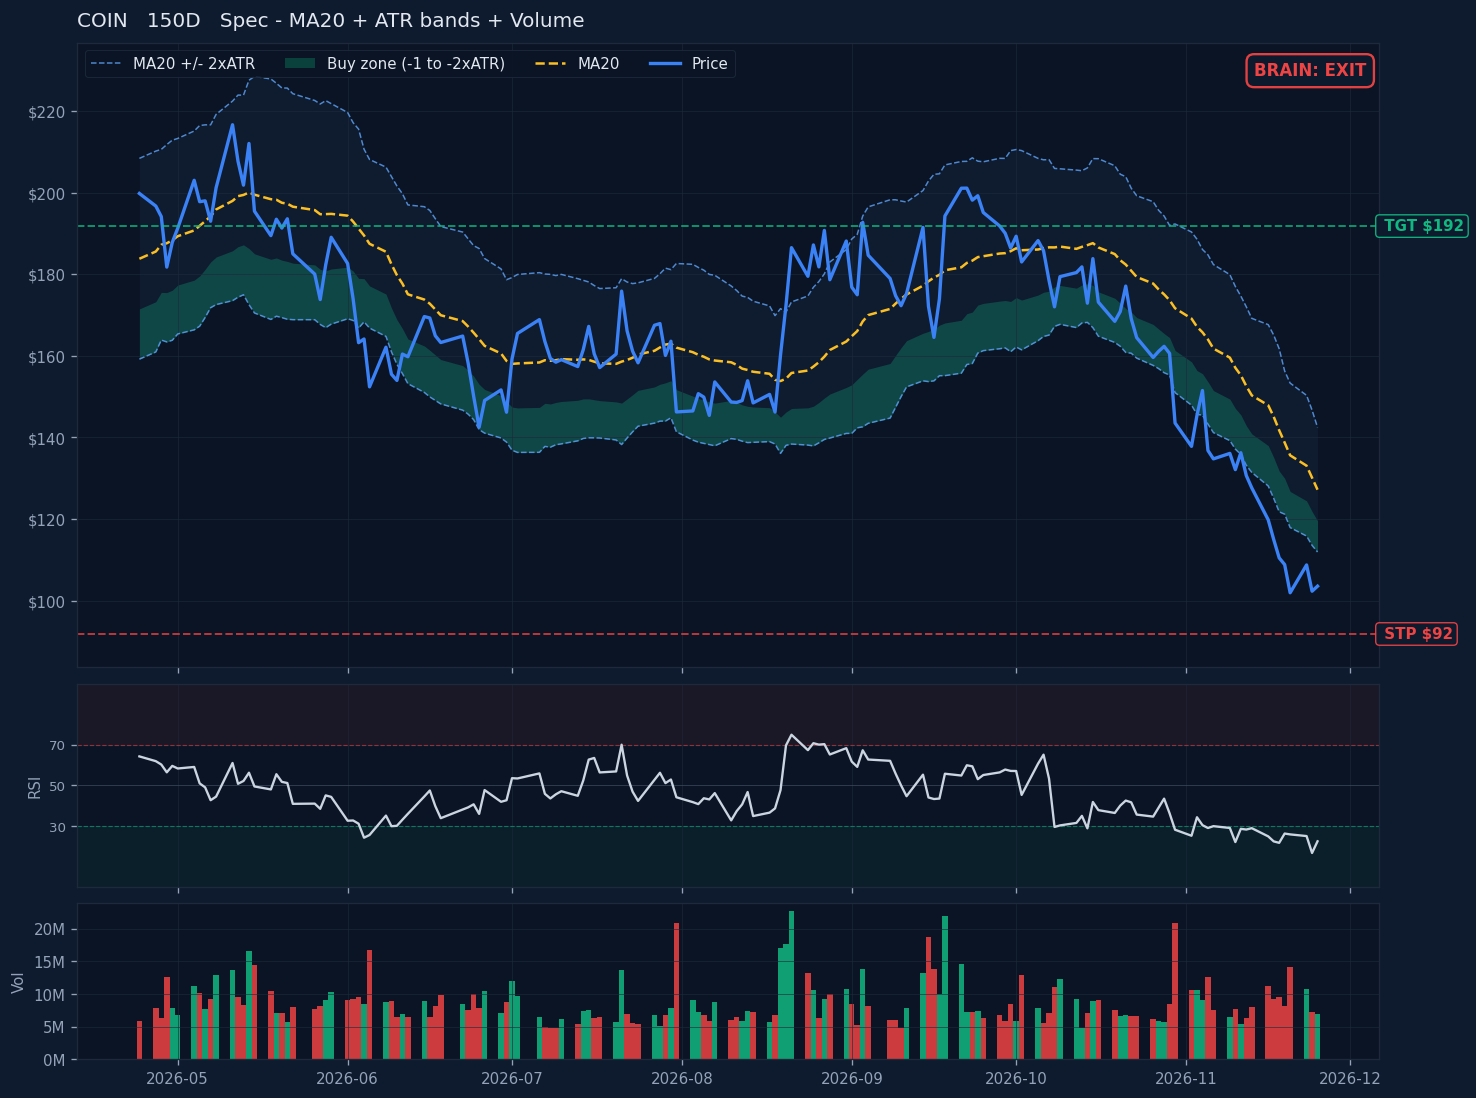 COIN   150D   Spec - MA20 + ATR bands + Volume
MA20 +/- 2xATR
Buy zone (-1 to -2xATR)
MA20
Price
BRAIN: EXIT
$220
$200
$180
$160
$140
$120
$100
TGT $192
STP $92
RSI
70
50
30
Vol
20M
15M
10M
5M
0M
2026-05
2026-06
2026-07
2026-08
2026-09
2026-10
2026-11
2026-12